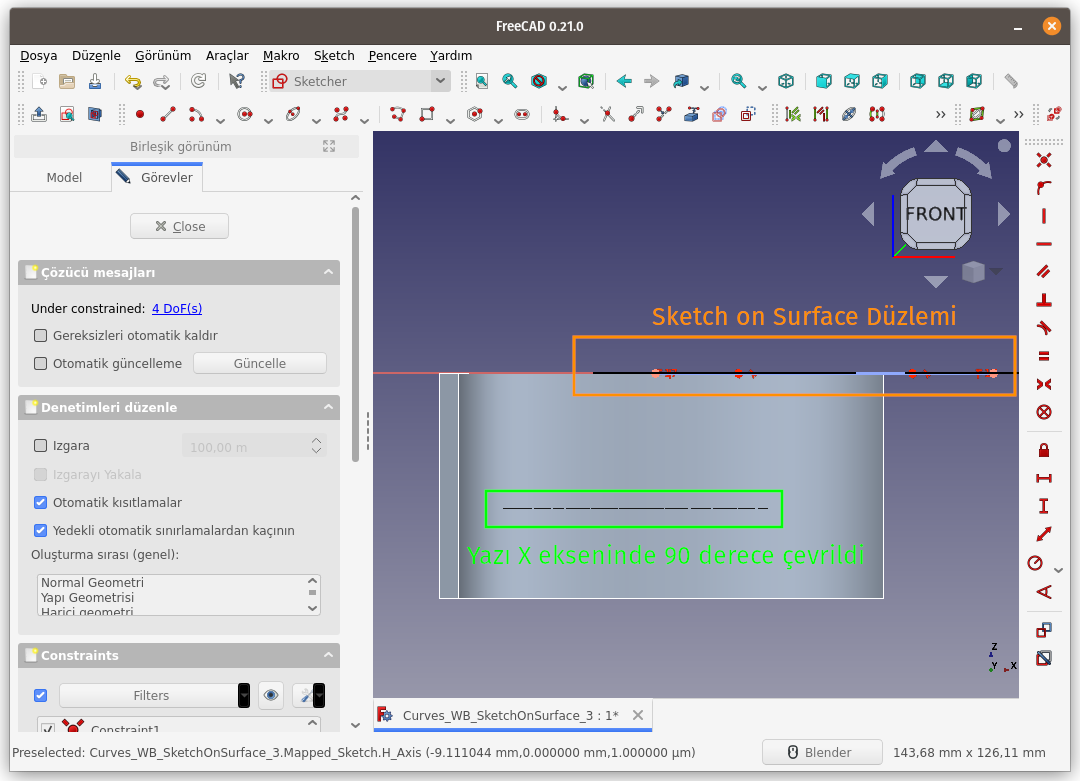 FreeCAD 0.21.0
Dosya Düzenle Görünüm Araçlar Makro Sketch Pencere Yardım
Sketcher
Birleşik görünüm
Model Görevler
Close
Çözücü mesajları
Under constrained: 4 DoF(s)
Gereksizleri otomatik kaldır
Otomatik güncelleme Güncelle
Denetimleri düzenle
Izgara 100,00 m
Izgarayı Yakala
Otomatik kısıtlamalar
Yedekli otomatik sınırlamalardan kaçının
Oluşturma sırası (genel):
Normal Geometri
Yapı Geometrisi
Harici geometri
Constraints
Filters
Constraint1
FRONT
Sketch on Surface Düzlemi
Yazı X ekseninde 90 derece çevrildi
Z
Y X
Curves_WB_SketchOnSurface_3 : 1*
Preselected: Curves_WB_SketchOnSurface_3.Mapped_Sketch.H_Axis (-9.111044 mm,0.000000 mm,1.000000 µm) Blender 143,68 mm x 126,11 mm